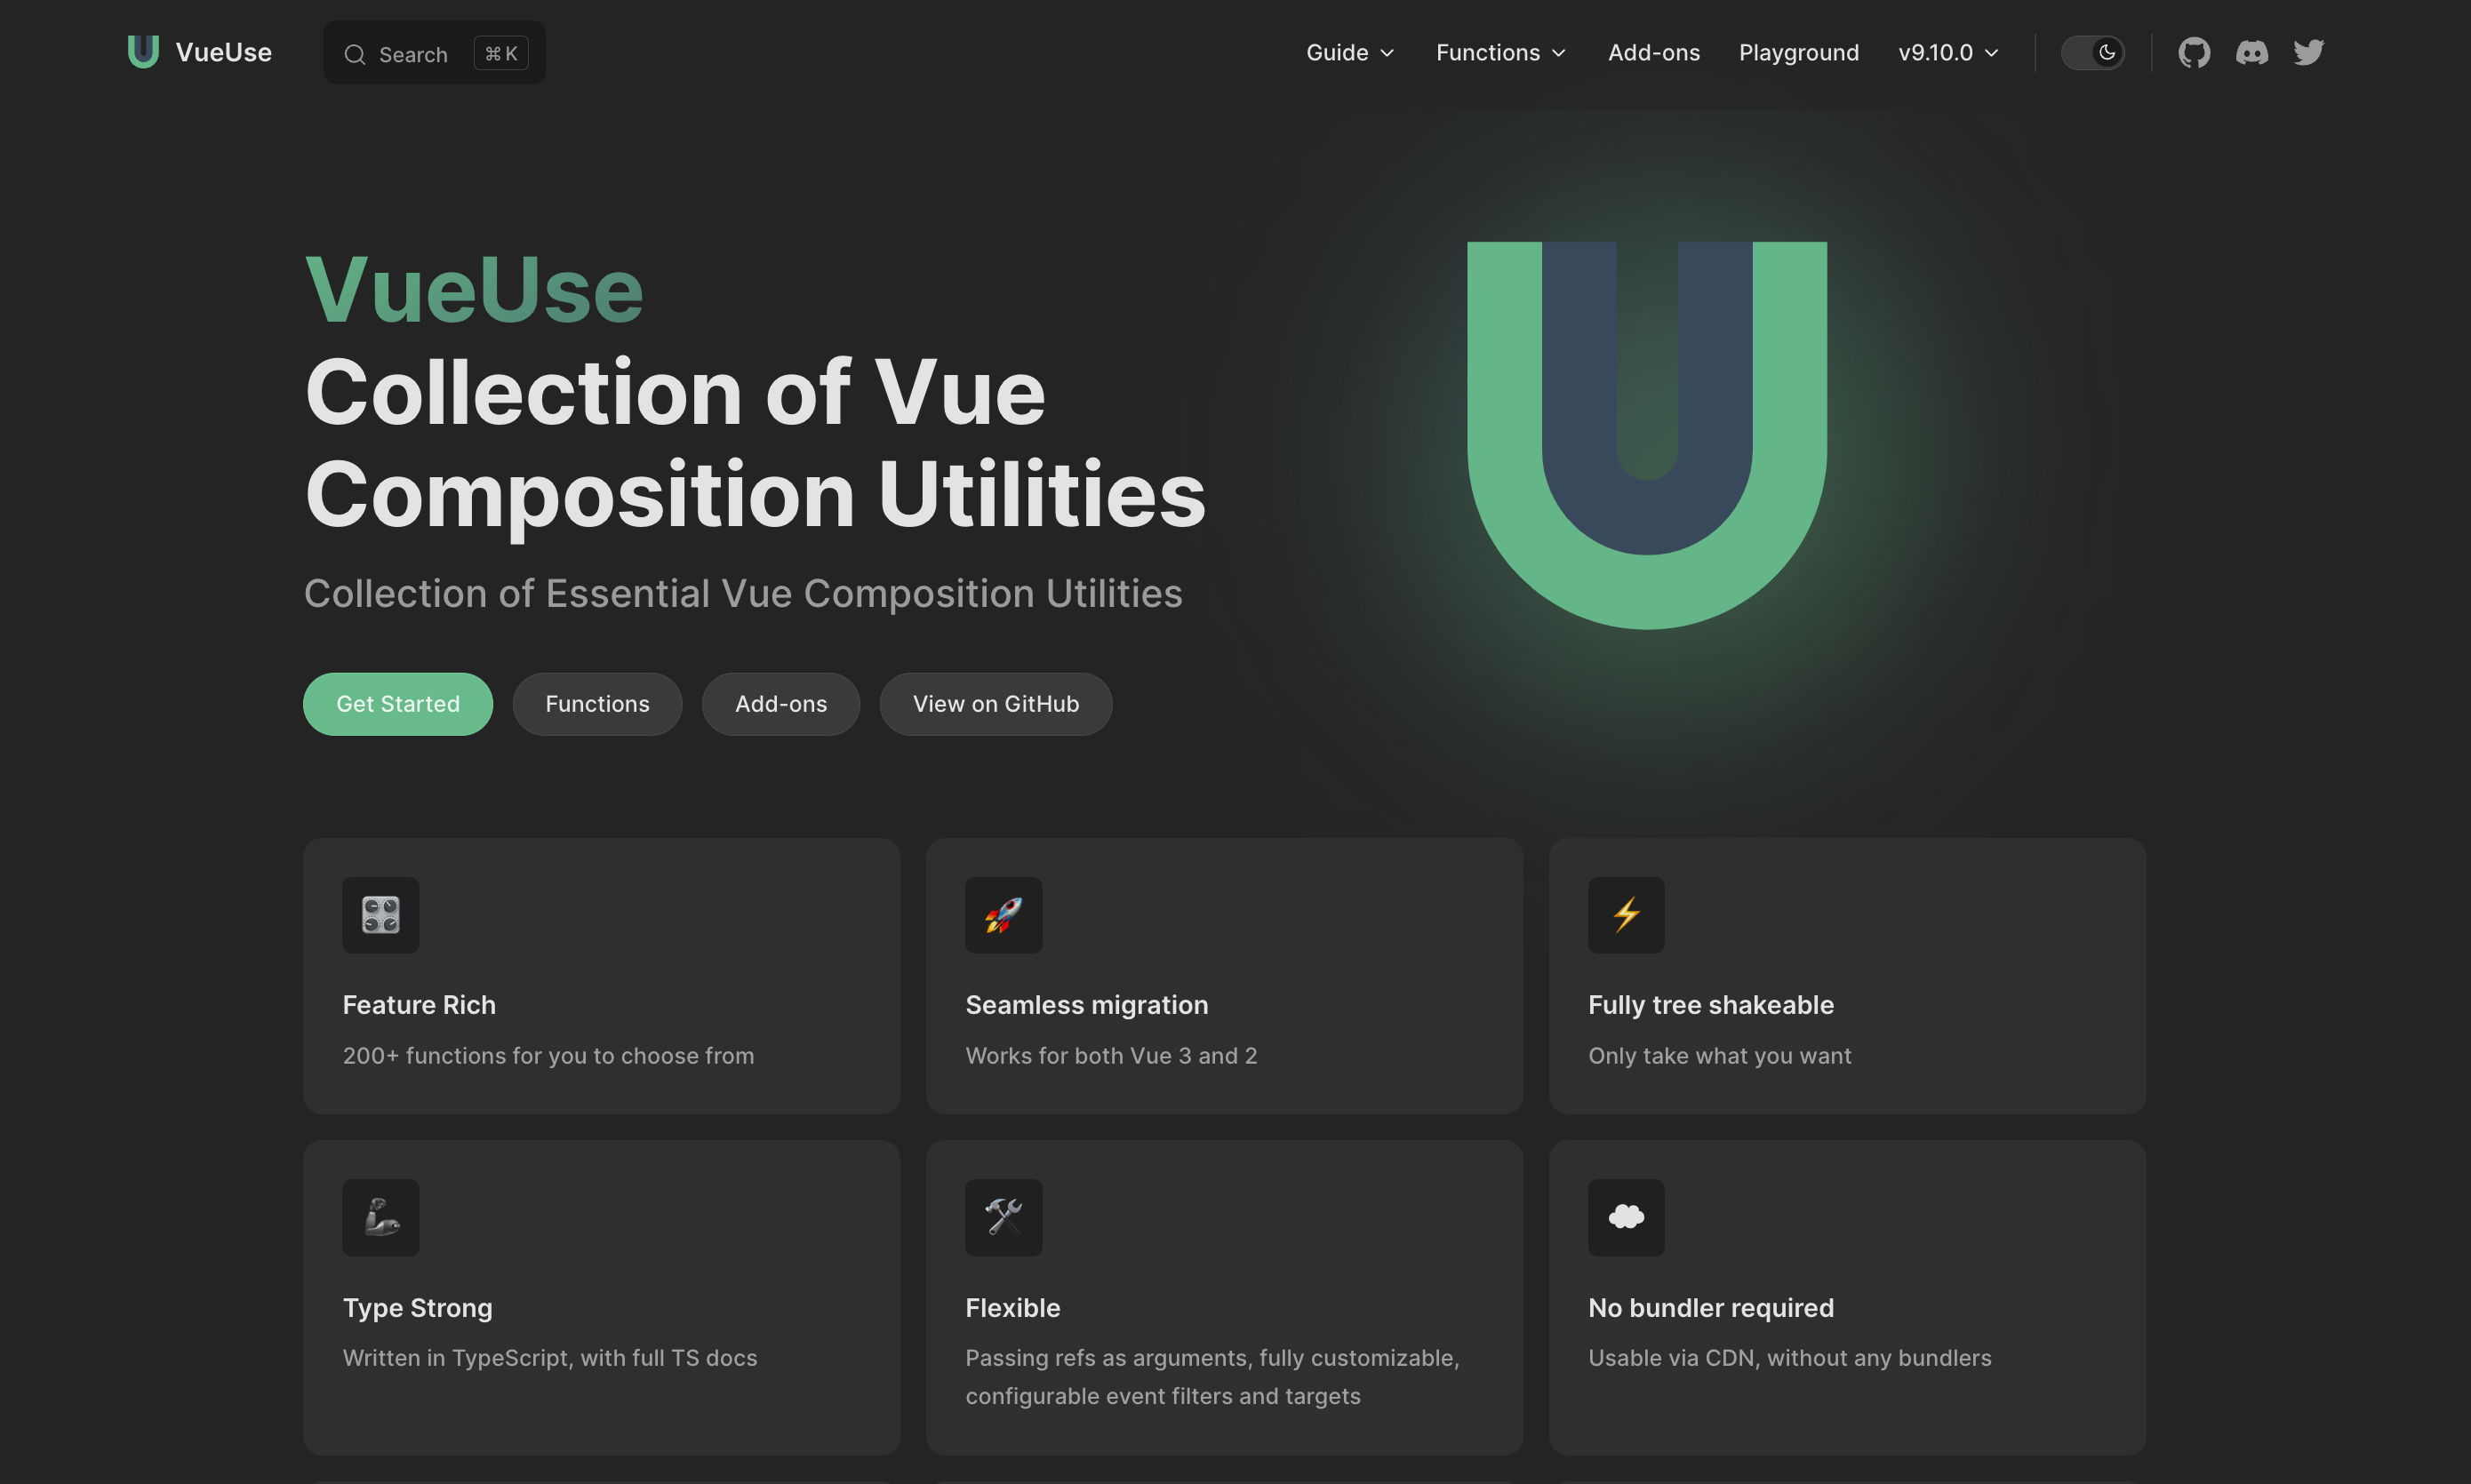 VueUse
Search
⌘ K
Guide
Functions
Add-ons
Playground
v9.10.0
VueUse
Collection of Vue
Composition Utilities
Collection of Essential Vue Composition Utilities
Get Started
Functions
Add-ons
View on GitHub
Feature Rich
200+ functions for you to choose from
Seamless migration
Works for both Vue 3 and 2
Fully tree shakeable
Only take what you want
Type Strong
Written in TypeScript, with full TS docs
Flexible
Passing refs as arguments, fully customizable,
configurable event filters and targets
No bundler required
Usable via CDN, without any bundlers